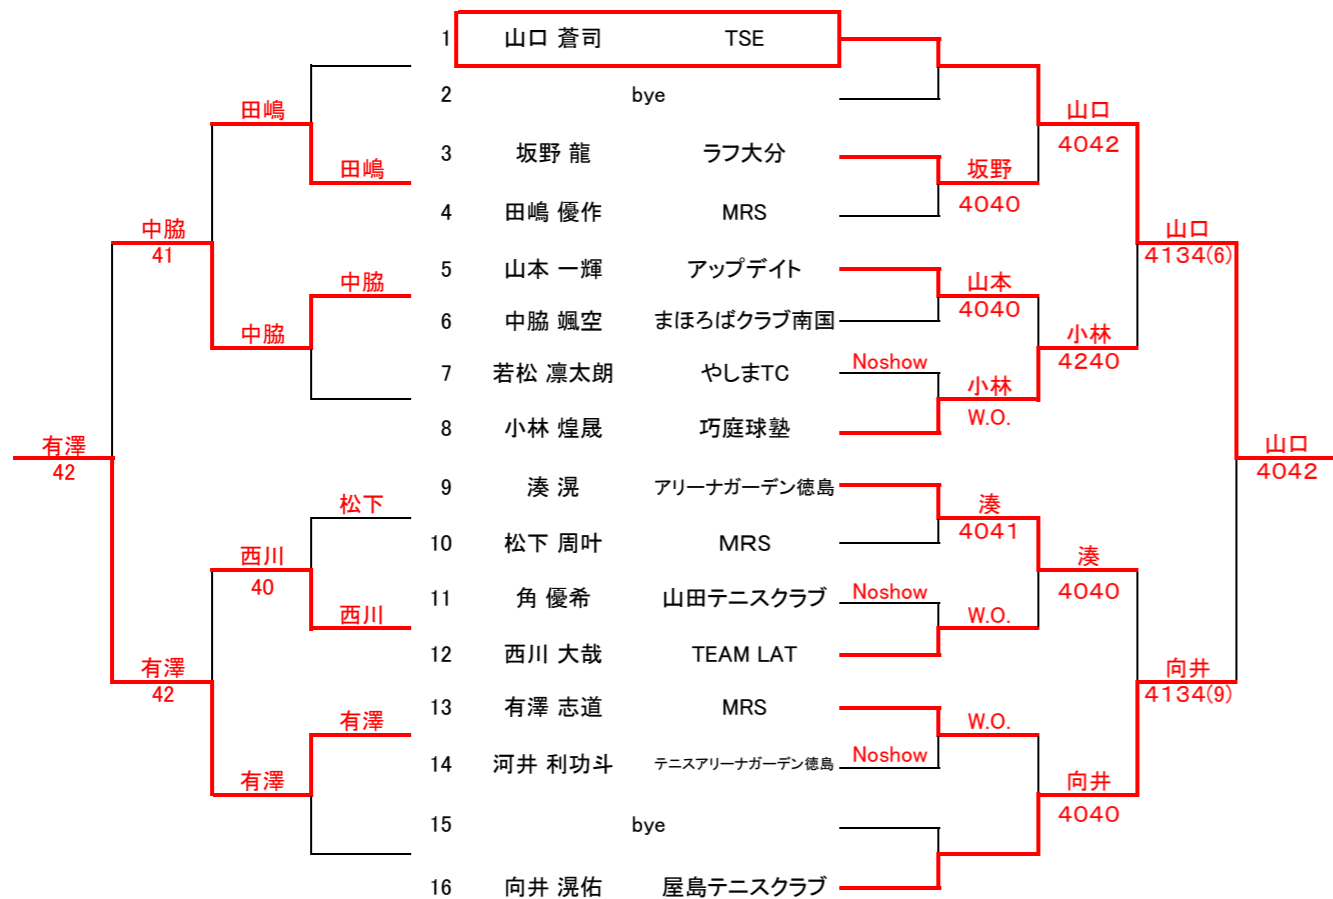 1 山口 蒼司 TSE
2 bye
田嶋 山口
4042
3 坂野 龍 ラフ大分
田嶋 坂野
4040
4 田嶋 優作 MRS
中脇 山口
41 4134(6)
5 山本 一輝 アップデイト
中脇 山本
4040
6 中脇 颯空 まほろばクラブ南国
中脇 小林
4240
7 若松 凛太朗 やしまTC Noshow
小林
W.O.
8 小林 煌晟 巧庭球塾
有澤 山口
42 4042
9 湊 滉 アリーナガーデン徳島
松下 湊
4041
10 松下 周叶 MRS
西川 湊
40 4040
11 角 優希 山田テニスクラブ Noshow
西川 W.O.
12 西川 大哉 TEAM LAT
有澤 向井
42 4134(9)
13 有澤 志道 MRS
有澤 W.O.
14 河井 利功斗 テニスアリーナガーデン徳島 Noshow
有澤 向井
4040
15 bye
16 向井 滉佑 屋島テニスクラブ